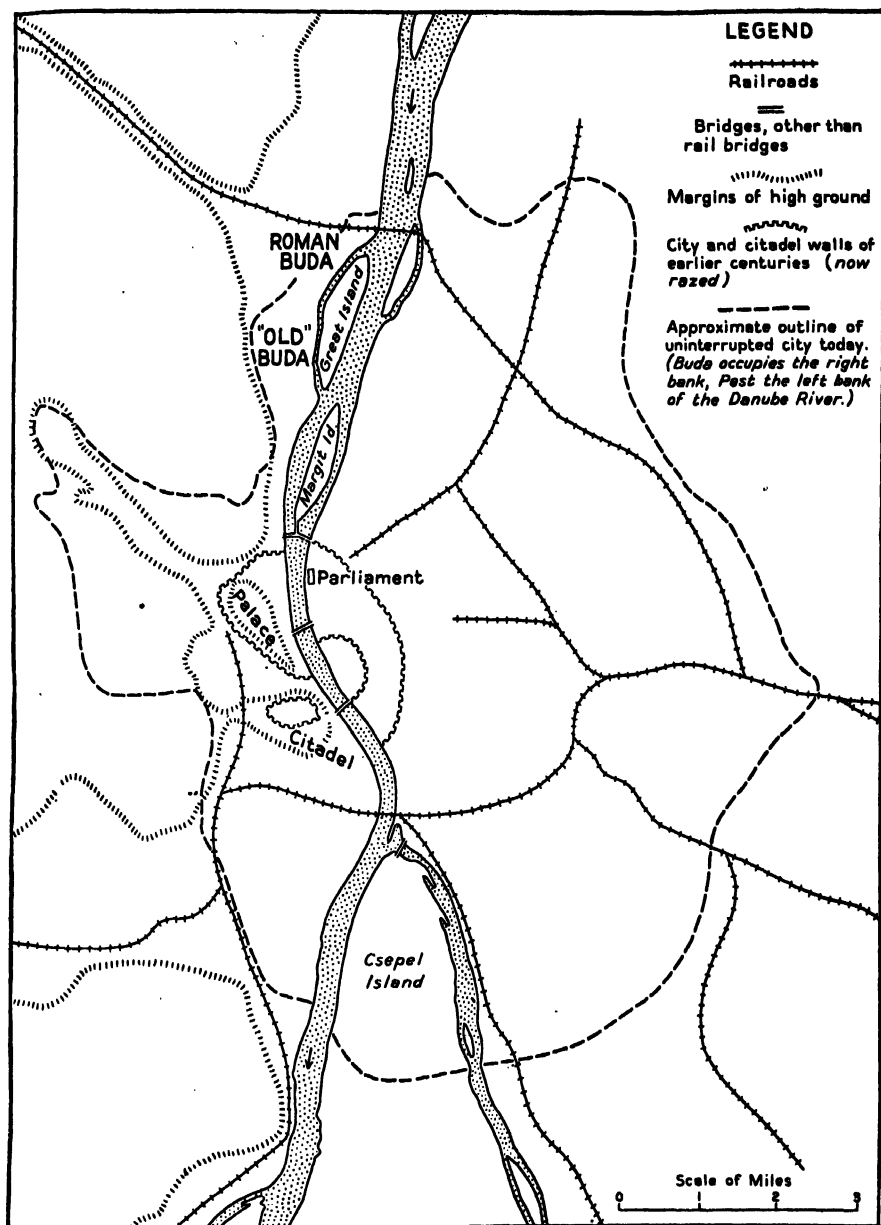 LEGEND
Railroads
Bridges, other than
rail bridges
Margins of high ground
City and citadel walls of
earlier centuries (now
razed)
Approximate outline of
uninterrupted city today.
(Buda occupies the right
bank, Pest the left bank
of the Danube River.)
ROMAN
BUDA
"OLD"
BUDA
Great Island
Margit Id
Parliament
Palace
Citadel
Csepel
Island
Scale of Miles
0 1 2 3